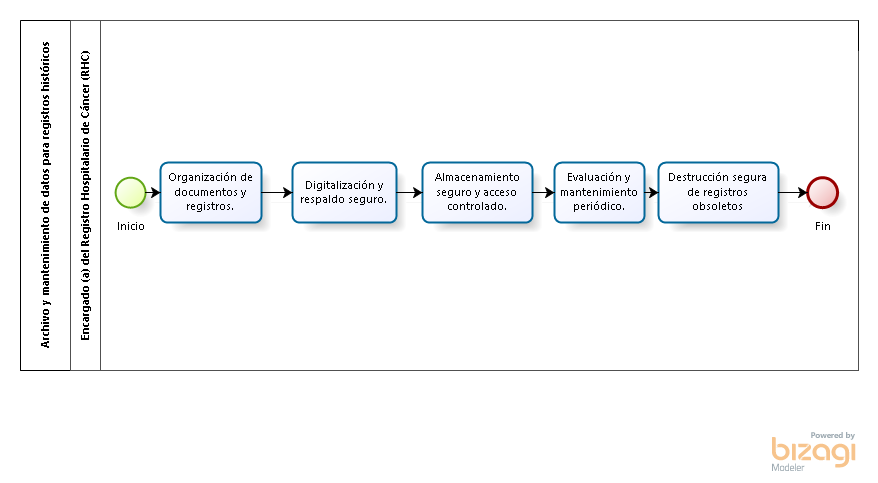 Archivo y mantenimiento de datos para registros históricos
Encargado (a) del Registro Hospitalario de Cáncer (RHC)
Inicio
Organización de
documentos y
registros.
Digitalización y
respaldo seguro.
Almacenamiento
seguro y acceso
controlado.
Evaluación y
mantenimiento
periódico.
Destrucción segura
de registros
obsoletos
Fin
Powered by
bizagi
Modeler